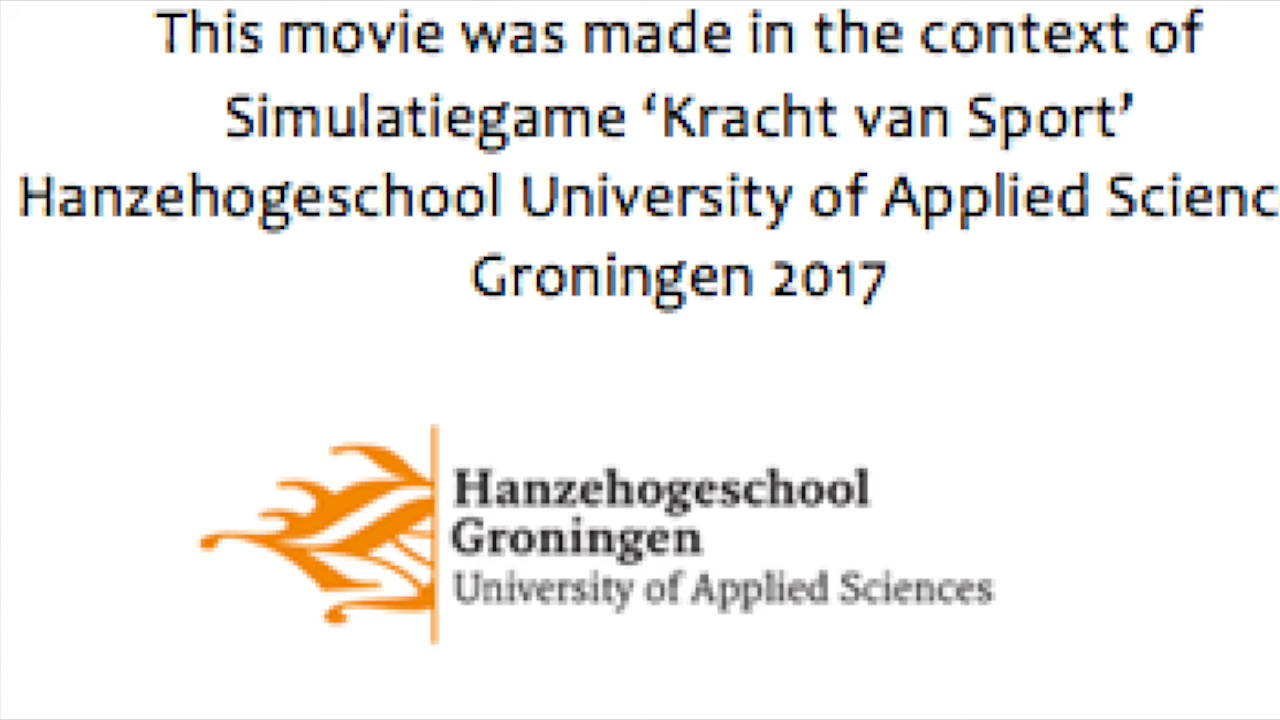 This movie was made in the context of
Simulatiegame ‘Kracht van Sport’
Hanzehogeschool University of Applied Scienc
Groningen 2017
Hanzehogeschool
Groningen
University of Applied Sciences